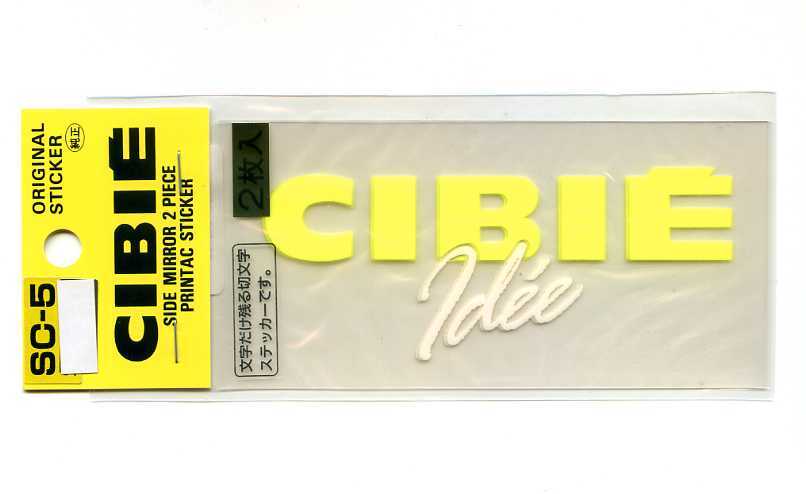 ORIGINAL
STICKER
純正
CIBIÉ
SIDE MIRROR 2 PIECE
PRINTAC STICKER
SC-5
2枚入
文字だけ残る切文字
ステッカーです。
CIBIÉ
Idée